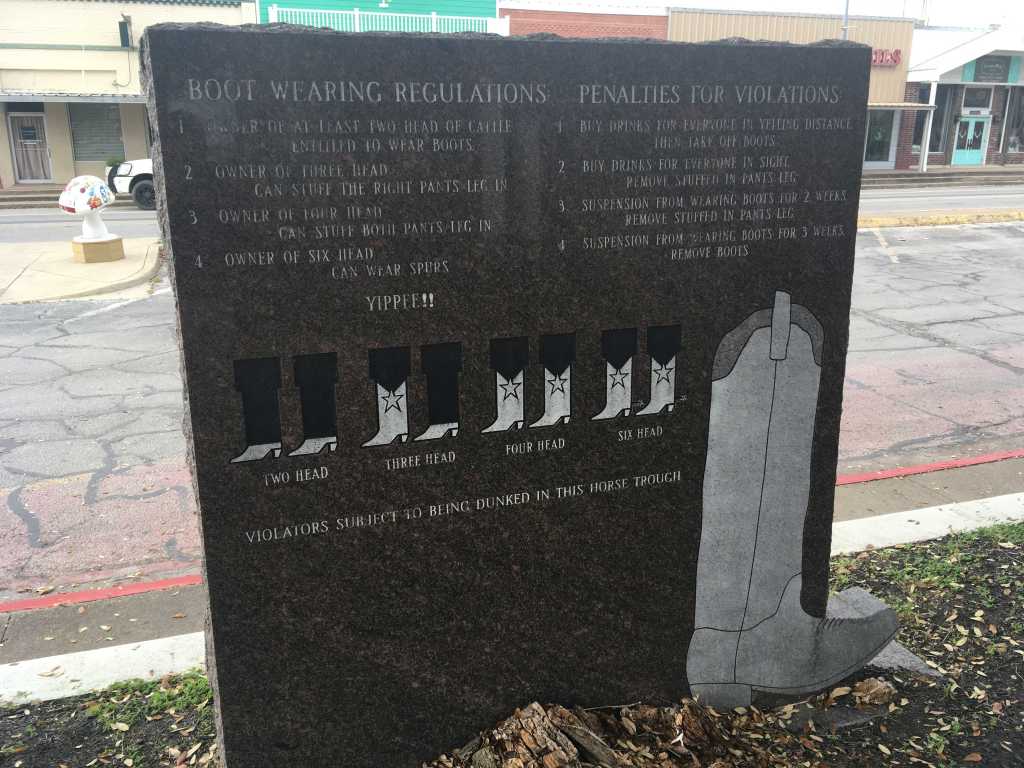 BOOT WEARING REGULATIONS:
1 OWNER OF AT LEAST TWO HEAD OF CATTLE
ENTITLED TO WEAR BOOTS.
2 OWNER OF THREE HEAD
CAN STUFF THE RIGHT PANTS-LEG IN
3 OWNER OF FOUR HEAD
CAN STUFF BOTH PANTS-LEG IN
4 OWNER OF SIX HEAD
CAN WEAR SPURS
YIPPEE!!
PENALTIES FOR VIOLATIONS:
1 BUY DRINKS FOR EVERYONE IN YELLING DISTANCE.
THEN TAKE OFF BOOTS.
2 BUY DRINKS FOR EVERYONE IN SIGHT.
REMOVE STUFFED IN PANTS-LEG
3 SUSPENSION FROM WEARING BOOTS FOR 2 WEEKS.
REMOVE STUFFED IN PANTS-LEG
4 SUSPENSION FROM WEARING BOOTS FOR 3 WEEKS.
REMOVE BOOTS
TWO HEAD
THREE HEAD
FOUR HEAD
SIX HEAD
VIOLATORS SUBJECT TO BEING DUNKED IN THIS HORSE TROUGH